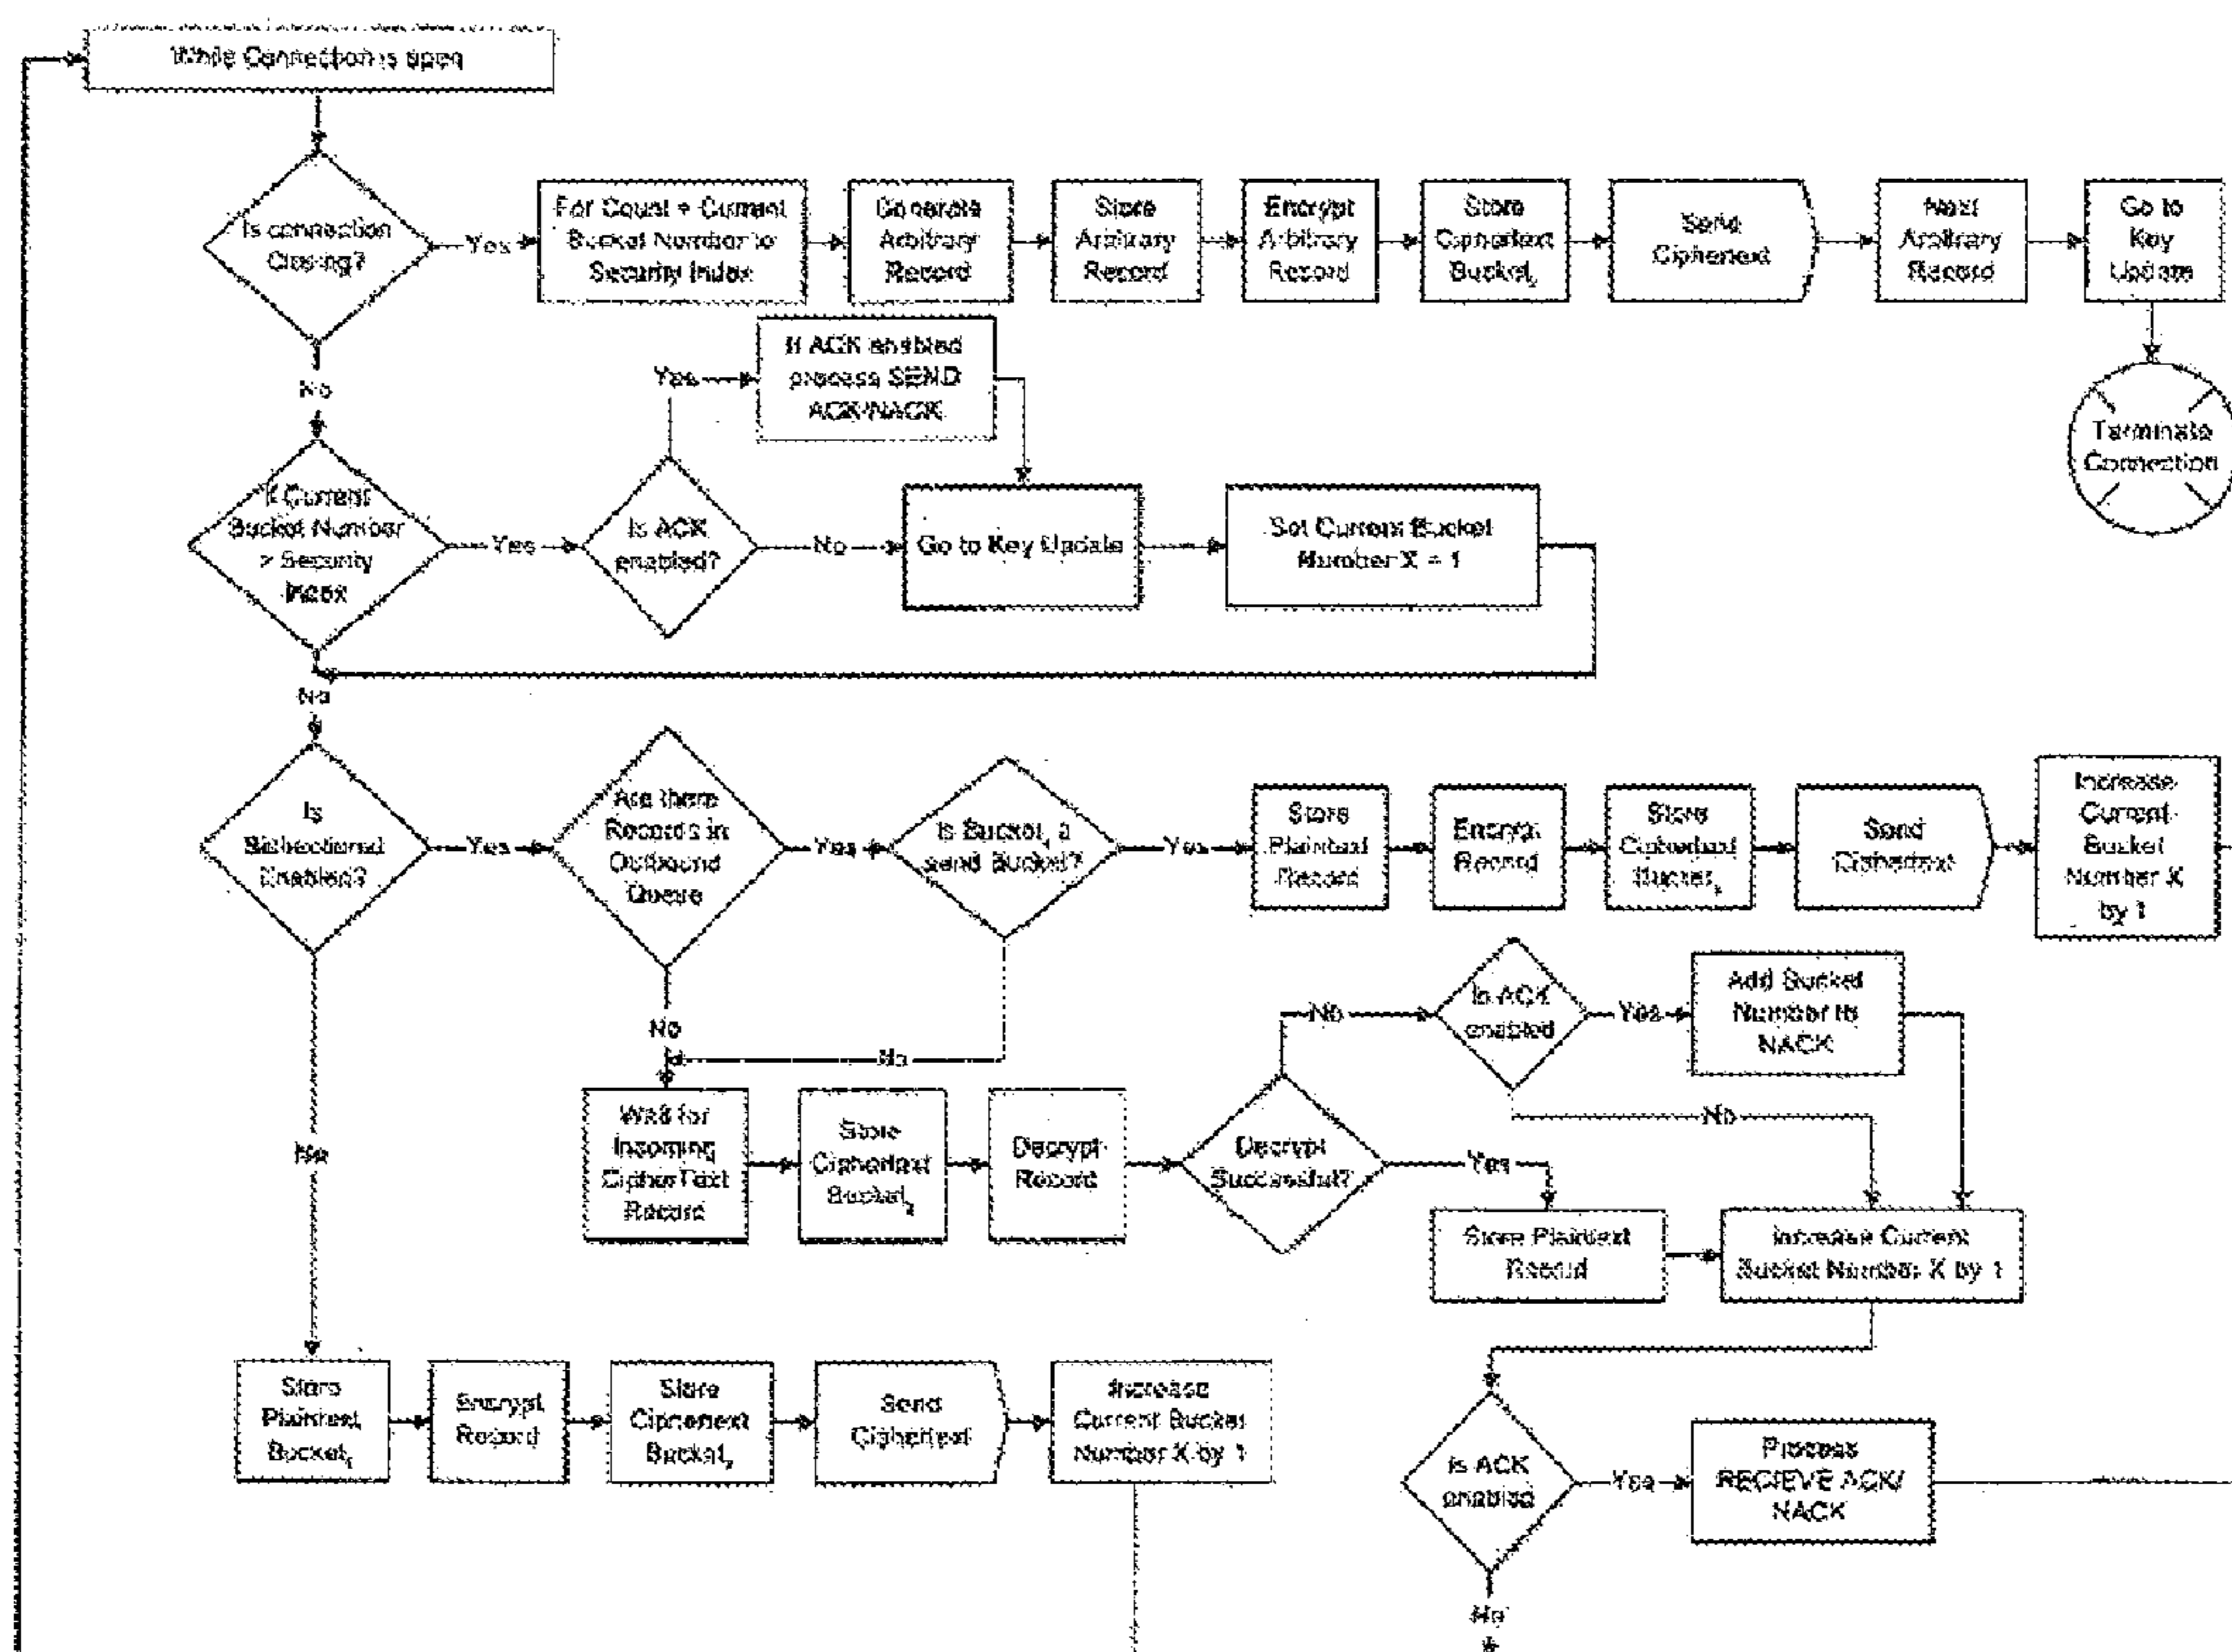 While Connection is open
Is connection
Closing?
Yes
For Count = Current
Bucket Number to
Security Index
Generate
Arbitrary
Record
Store
Arbitrary
Record
Encrypt
Arbitrary
Record
Store
Ciphertext
Bucket
Send
Ciphertext
Next
Arbitrary
Record
Go to
Key
Update
Terminate
Connection
No
If ACK enabled
process SEND
ACK/NACK
Yes
If Current
Bucket Number
> Security
Index
Yes
Is ACK
enabled?
No
Go to Key Update
Set Current Bucket
Number X = 1
No
Is
Bidirectional
Enabled?
Yes
Are there
Records in
Outbound
Queue
Yes
Is Bucket a
send Bucket?
Yes
Store
Plaintext
Record
Encrypt
Record
Store
Ciphertext
Bucket
Send
Ciphertext
Increase
Current
Bucket
Number X
by 1
No
No
Wait for
Incoming
CipherText
Record
Store
Ciphertext
Bucket
Decrypt
Record
Decrypt
Successful?
No
Is ACK
enabled
Yes
Add Bucket
Number to
NACK
No
Yes
Store Plaintext
Record
Increase Current
Bucket Number X by 1
No
Store
Plaintext
Bucket
Encrypt
Record
Store
Ciphertext
Bucket
Send
Ciphertext
Increase
Current Bucket
Number X by 1
Is ACK
enabled
Yes
Process
RECIEVE ACK/
NACK
No